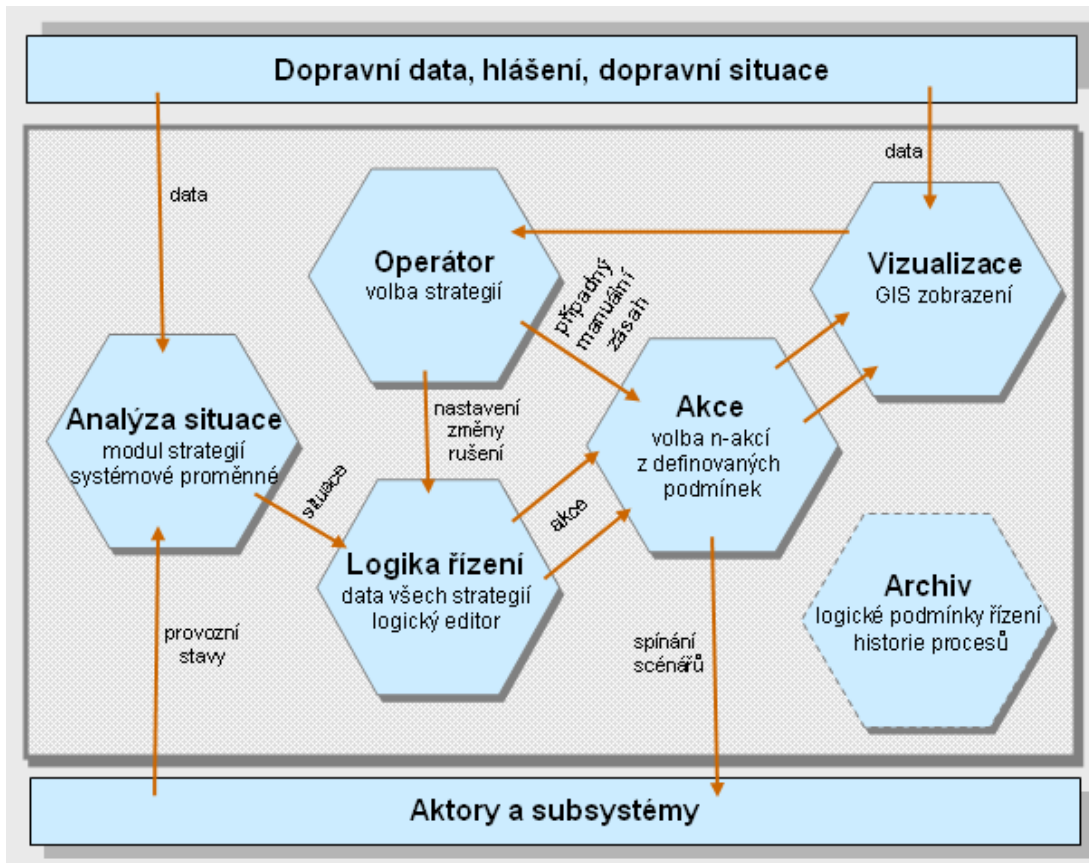 Dopravní data, hlášení, dopravní situace
data
data
Operátor
volba strategií
Vizualizace
GIS zobrazení
případný
manuální
zásah
Analýza situace
modul strategií
systémové proměnné
nastavení
změny
rušení
Akce
volba n-akcí
z definovaných
podmínek
situace
akce
Logika řízení
data všech strategií
logický editor
Archiv
logické podmínky řízení
historie procesů
provozní
stavy
spínání
scénářů
Aktory a subsystémy